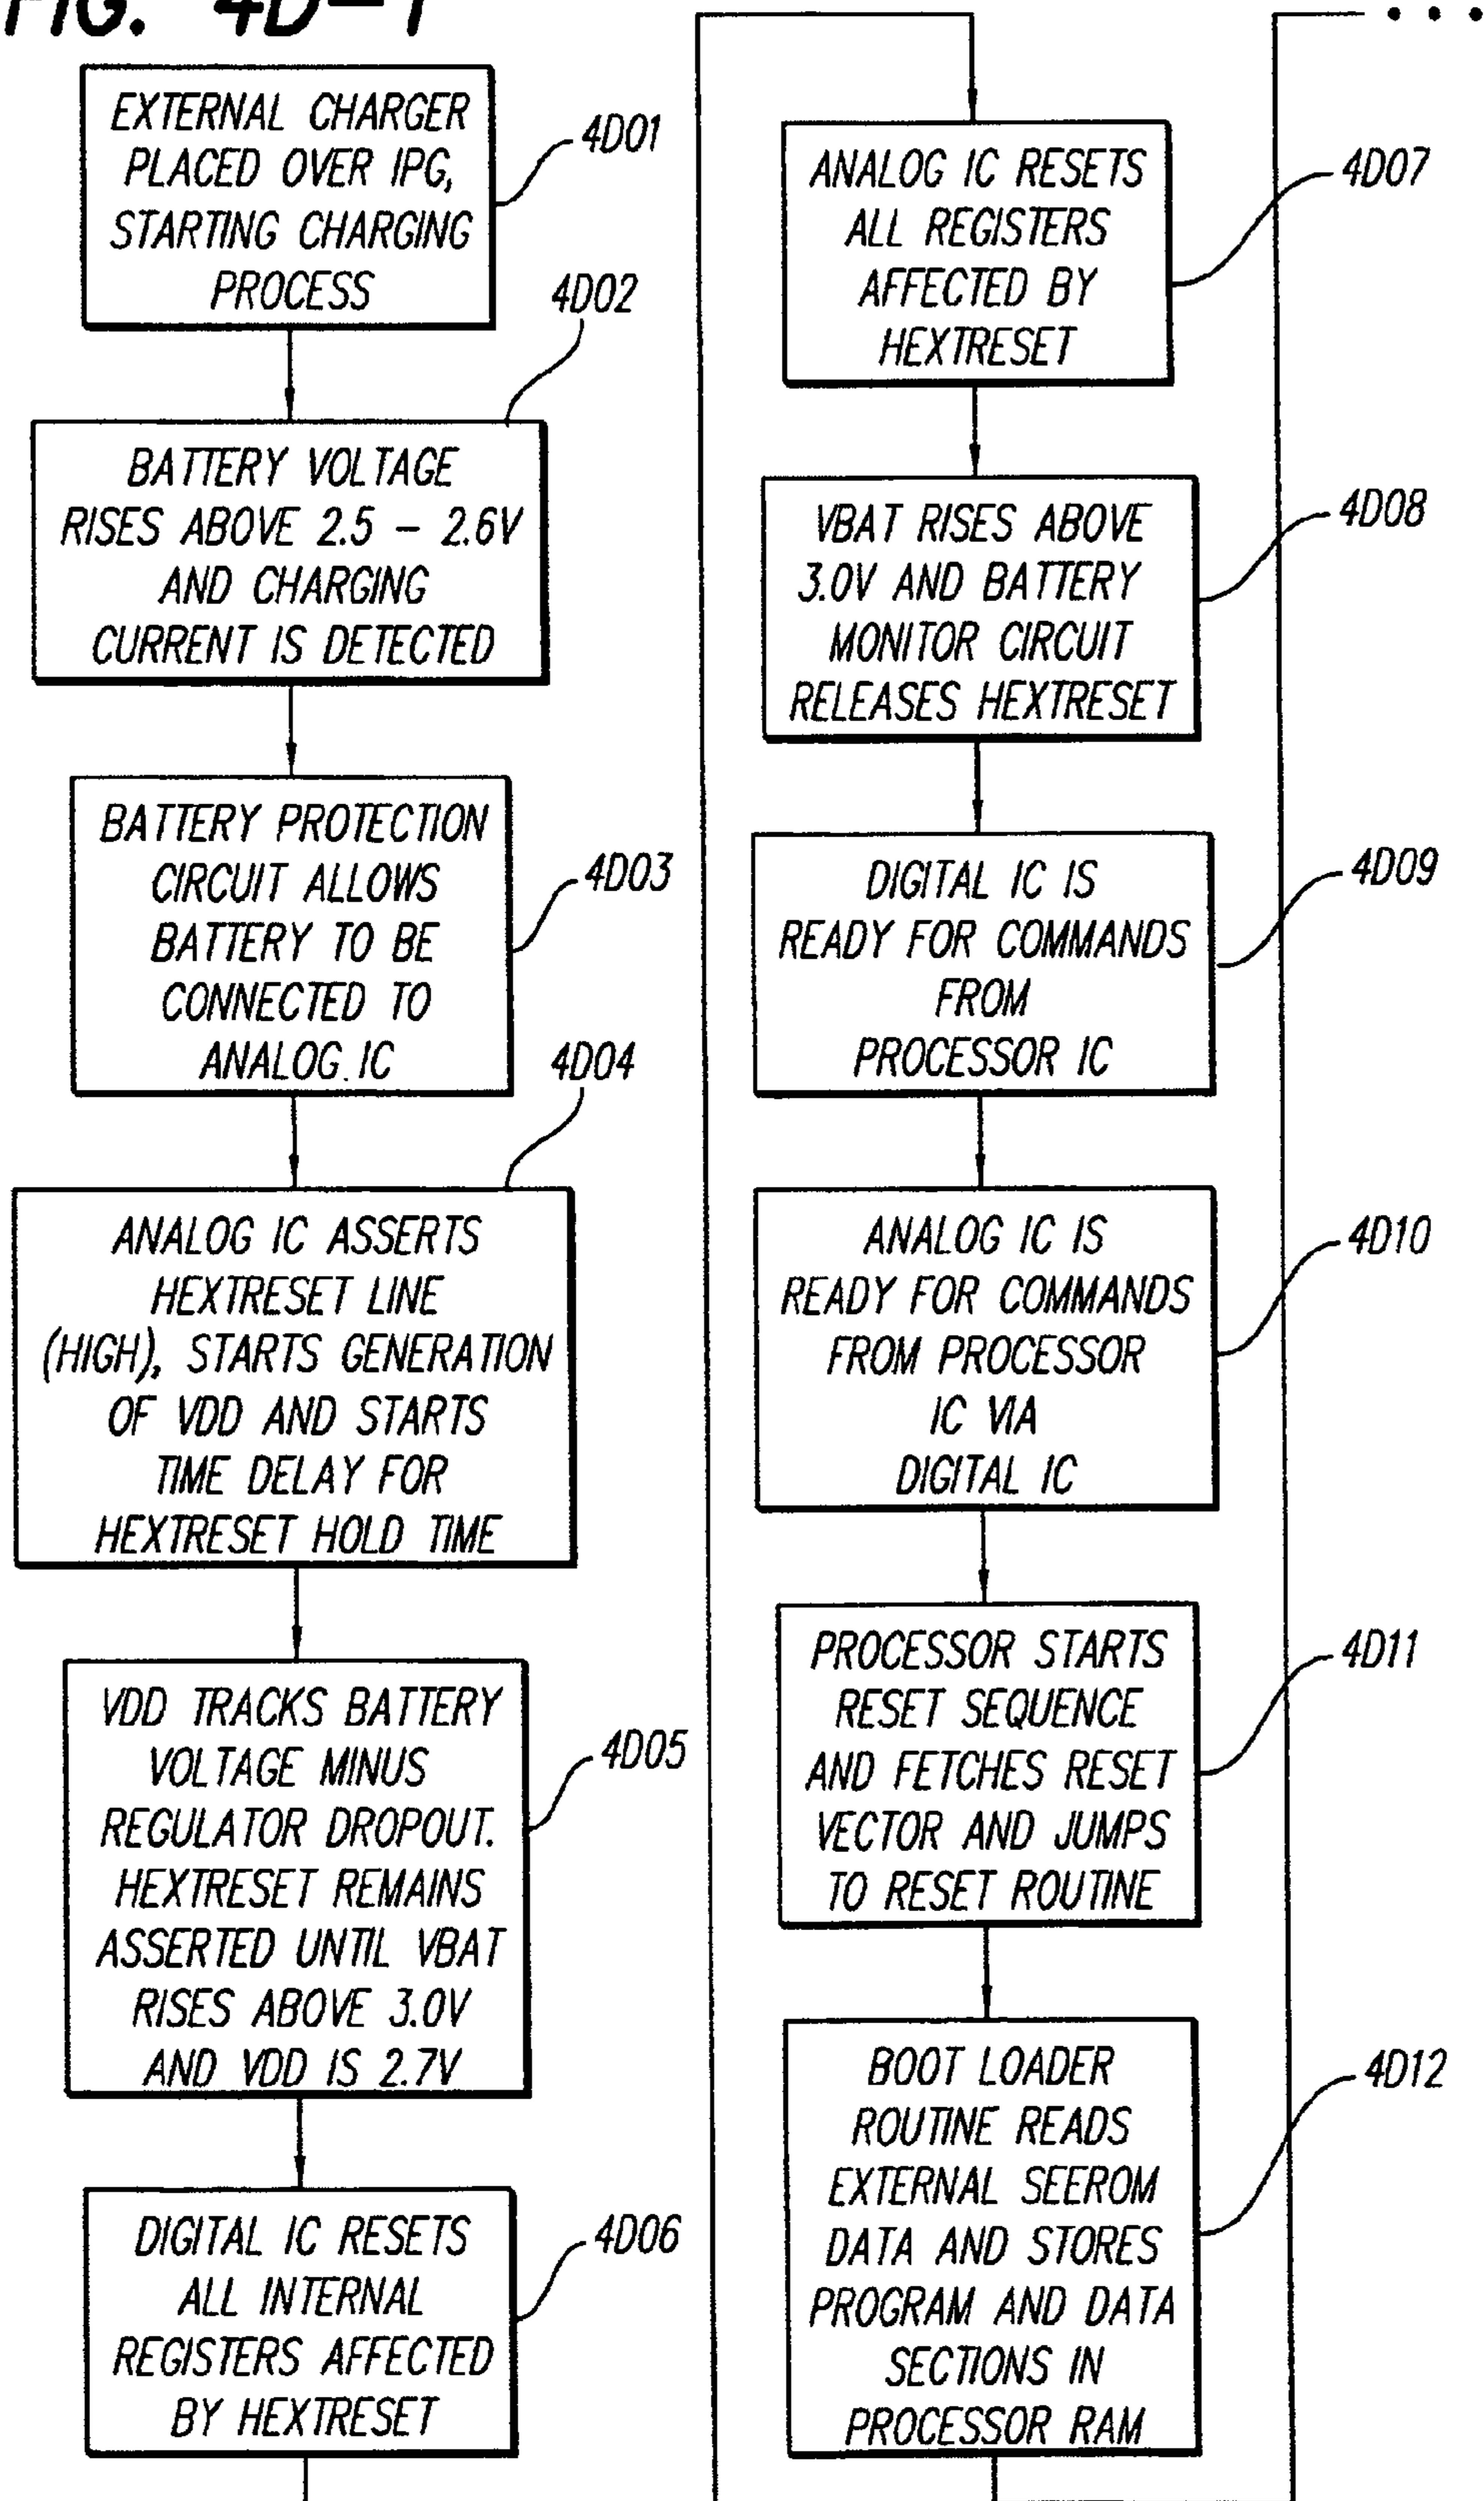 FIG. 4D-1
EXTERNAL CHARGER
PLACED OVER IPG,
STARTING CHARGING
PROCESS
4D01
BATTERY VOLTAGE
RISES ABOVE 2.5 - 2.6V
AND CHARGING
CURRENT IS DETECTED
4D02
BATTERY PROTECTION
CIRCUIT ALLOWS
BATTERY TO BE
CONNECTED TO
ANALOG IC
4D03
ANALOG IC ASSERTS
HEXTRESET LINE
(HIGH), STARTS GENERATION
OF VDD AND STARTS
TIME DELAY FOR
HEXTRESET HOLD TIME
4D04
VDD TRACKS BATTERY
VOLTAGE MINUS
REGULATOR DROPOUT.
HEXTRESET REMAINS
ASSERTED UNTIL VBAT
RISES ABOVE 3.0V
AND VDD IS 2.7V
4D05
DIGITAL IC RESETS
ALL INTERNAL
REGISTERS AFFECTED
BY HEXTRESET
4D06
ANALOG IC RESETS
ALL REGISTERS
AFFECTED BY
HEXTRESET
4D07
VBAT RISES ABOVE
3.0V AND BATTERY
MONITOR CIRCUIT
RELEASES HEXTRESET
4D08
DIGITAL IC IS
READY FOR COMMANDS
FROM
PROCESSOR IC
4D09
ANALOG IC IS
READY FOR COMMANDS
FROM PROCESSOR
IC VIA
DIGITAL IC
4D10
PROCESSOR STARTS
RESET SEQUENCE
AND FETCHES RESET
VECTOR AND JUMPS
TO RESET ROUTINE
4D11
BOOT LOADER
ROUTINE READS
EXTERNAL SEEROM
DATA AND STORES
PROGRAM AND DATA
SECTIONS IN
PROCESSOR RAM
4D12